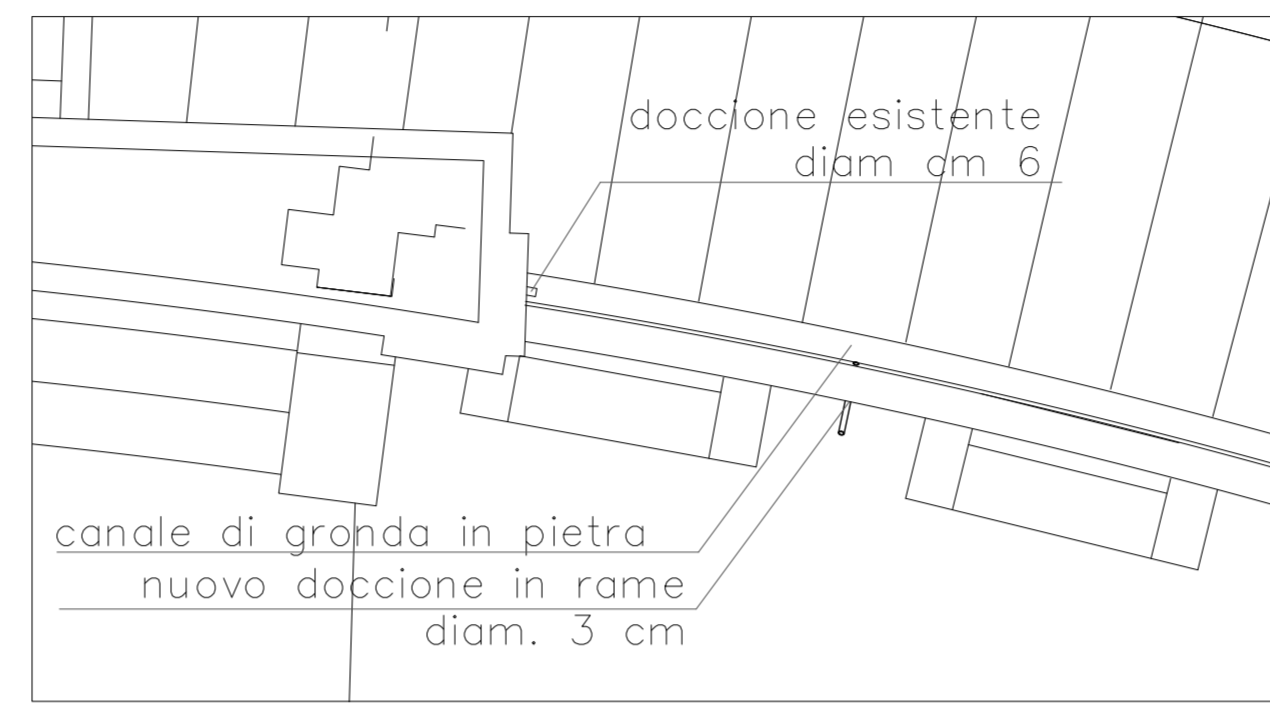 doccione esistente
diam cm 6
canale di gronda in pietra
nuovo doccione in rame
diam. 3 cm